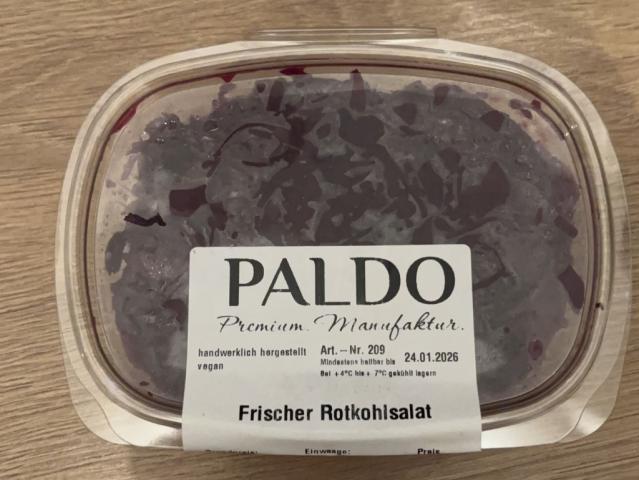 PALDO
Premium. Manufaktur.
handwerklich hergestellt
vegan
Art. – Nr. 209
Mindestens haltbar bis 24.01.2026
Bei + 4°C bis + 7°C gekühlt lagern
Frischer Rotkohlsalat
Einwaage: Preis